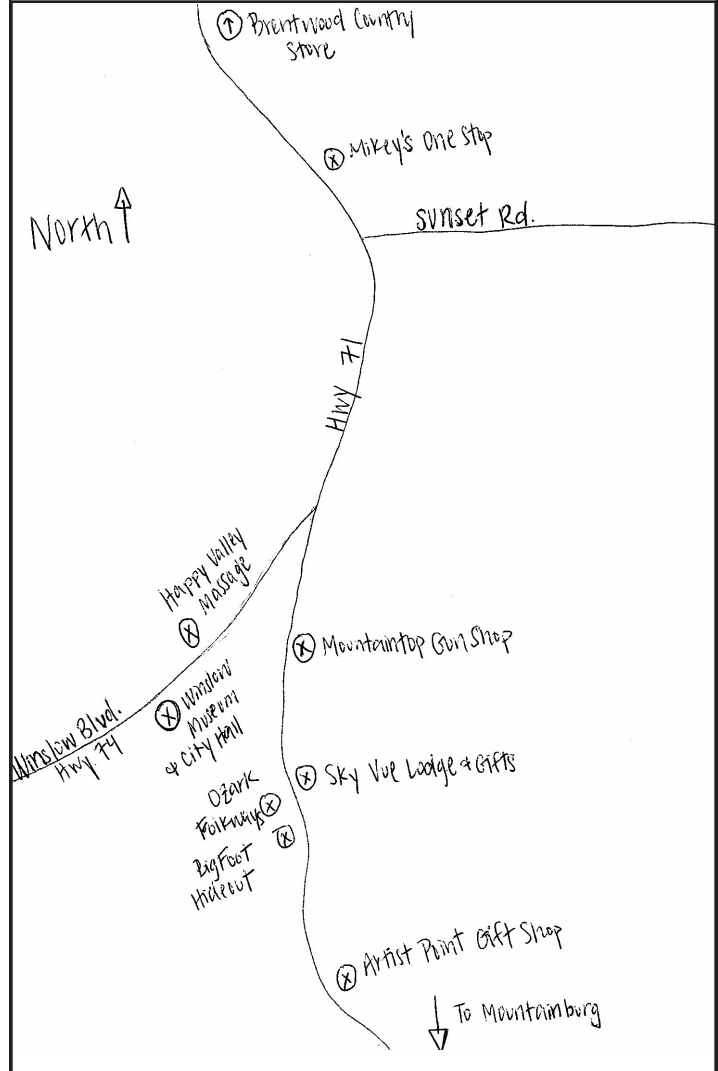 Brentwood Country
Store
Mikey's One Stop
North
Sunset Rd.
Hwy 71
Happy Valley
Massage
Mountaintop Gun Shop
Winslow
Museum
& City Hall
Winslow Blvd.
Hwy. 74
Sky Vue Lodge & Gifts
Ozark
Folkways
BigFoot
Hideout
Artist Point Gift Shop
To Mountainburg